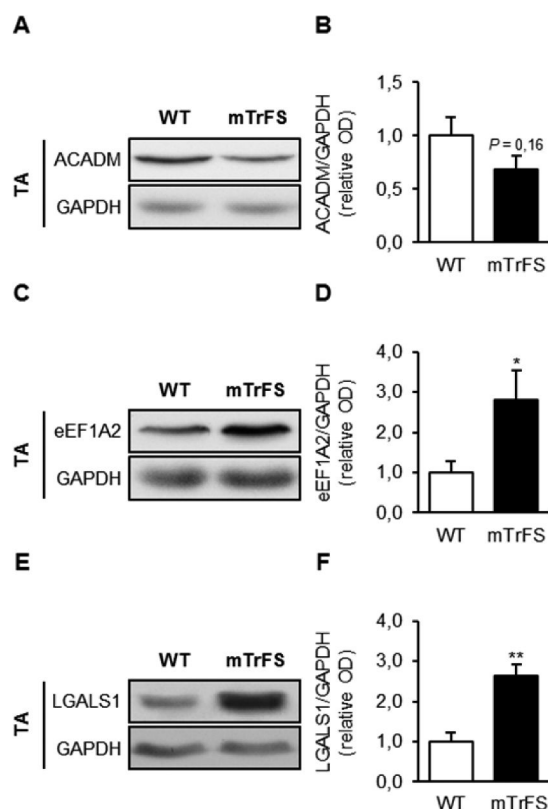 A
WT mTrFS
TA
ACADM
GAPDH
B
ACADM/GAPDH
(relative OD)
1,5
1,0
0,5
0,0
P = 0,16
WT mTrFS
C
WT mTrFS
TA
eEF1A2
GAPDH
D
eEF1A2/GAPDH
(relative OD)
4,0
3,0
2,0
1,0
0,0
*
WT mTrFS
E
WT mTrFS
TA
LGALS1
GAPDH
F
LGALS1/GAPDH
(relative OD)
4,0
3,0
2,0
1,0
0,0
**
WT mTrFS